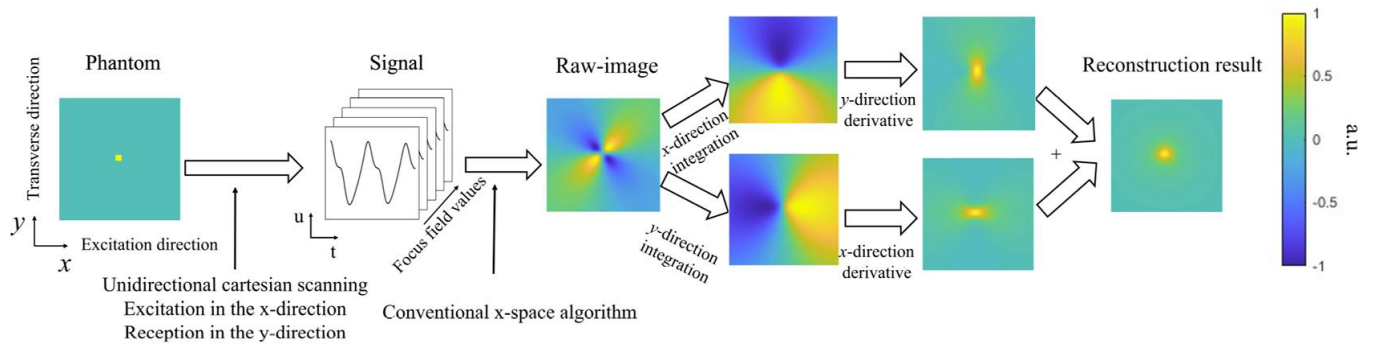 Phantom
Transverse direction
y
x
Excitation direction
Unidirectional cartesian scanning
Excitation in the x-direction
Reception in the y-direction
Signal
u
t
Focus field values
Conventional x-space algorithm
Raw-image
x-direction
integration
y-direction
integration
y-direction
derivative
x-direction
derivative
+
Reconstruction result
1
0.5
0
-0.5
-1
a.u.